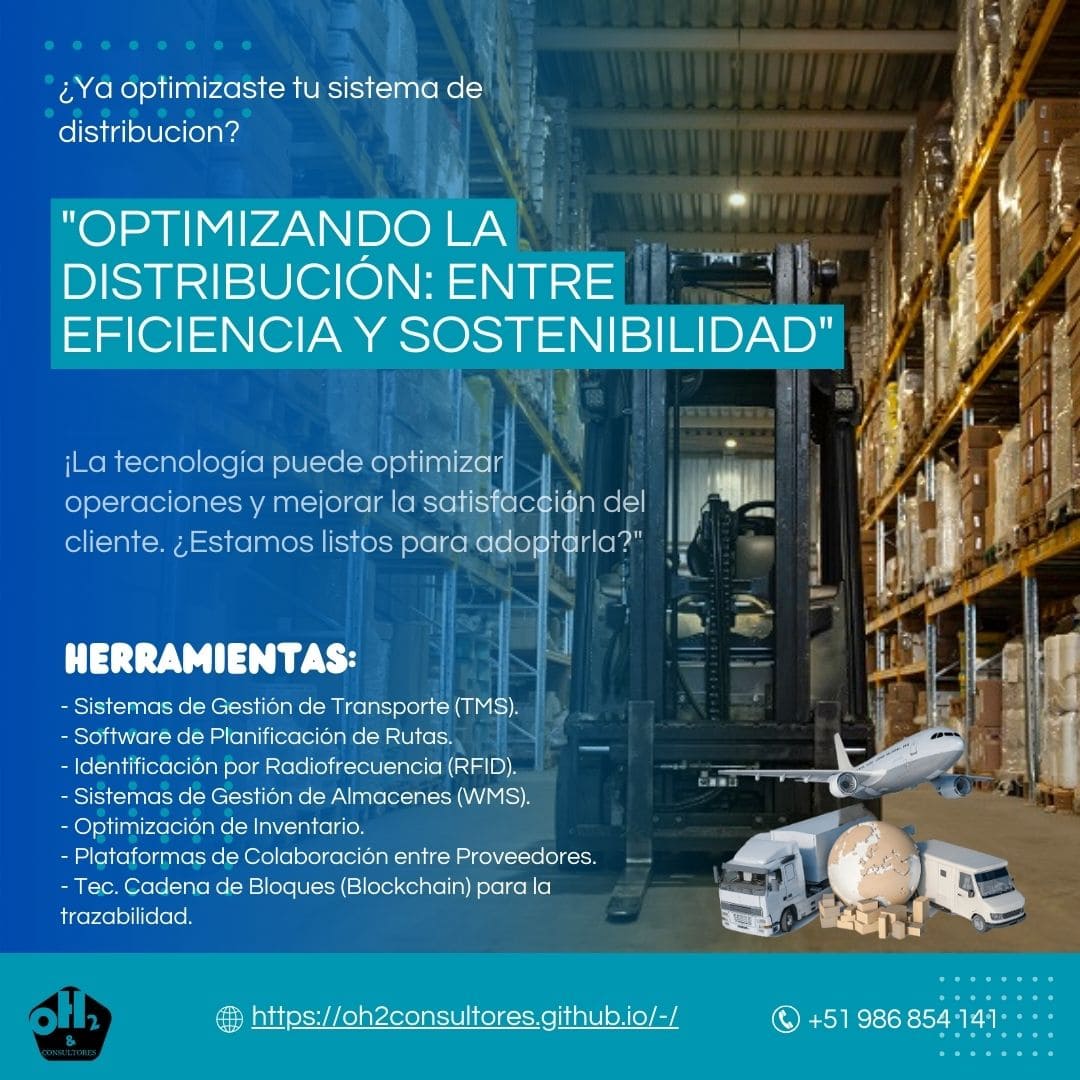 ¿Ya optimizaste tu sistema de
distribucion?
"OPTIMIZANDO LA
DISTRIBUCIÓN: ENTRE
EFICIENCIA Y SOSTENIBILIDAD"
¡La tecnología puede optimizar
operaciones y mejorar la satisfacción del
cliente. ¿Estamos listos para adoptarla?"
HERRAMIENTAS:
- Sistemas de Gestión de Transporte (TMS).
- Software de Planificación de Rutas.
- Identificación por Radiofrecuencia (RFID).
- Sistemas de Gestión de Almacenes (WMS).
- Optimización de Inventario.
- Plataformas de Colaboración entre Proveedores.
- Tec. Cadena de Bloques (Blockchain) para la
trazabilidad.
OH2
&
CONSULTORES
https://oh2consultores.github.io/-/
+51 986 854 141